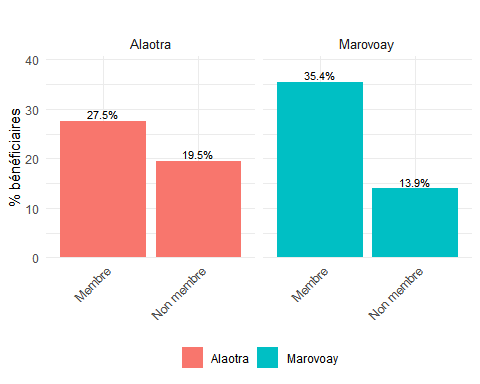 Alaotra
Marovoay
% bénéficiaires
40
30
20
10
0
27.5%
19.5%
35.4%
13.9%
Membre
Non membre
Membre
Non membre
Alaotra
Marovoay